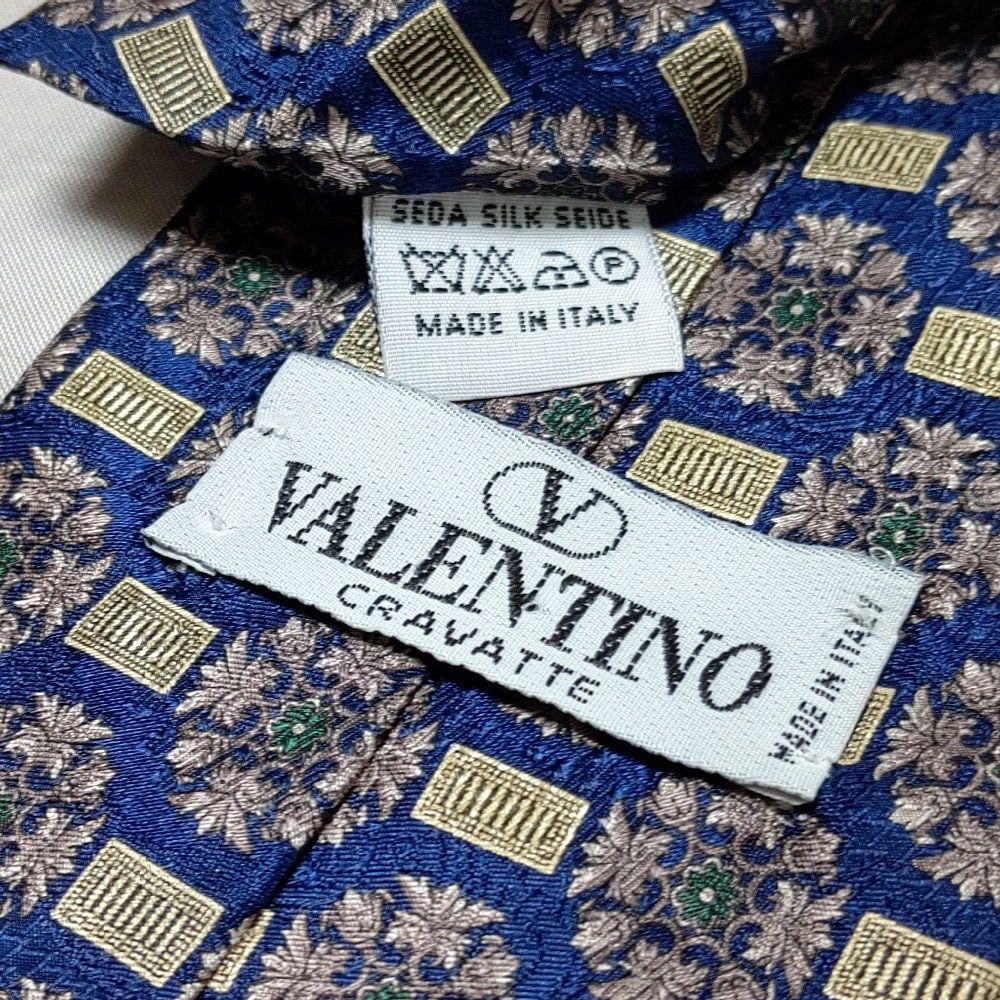 SEDA SILK SEIDE
P
MADE IN ITALY
V
VALENTINO
CRAVATTE
MADE IN ITALY